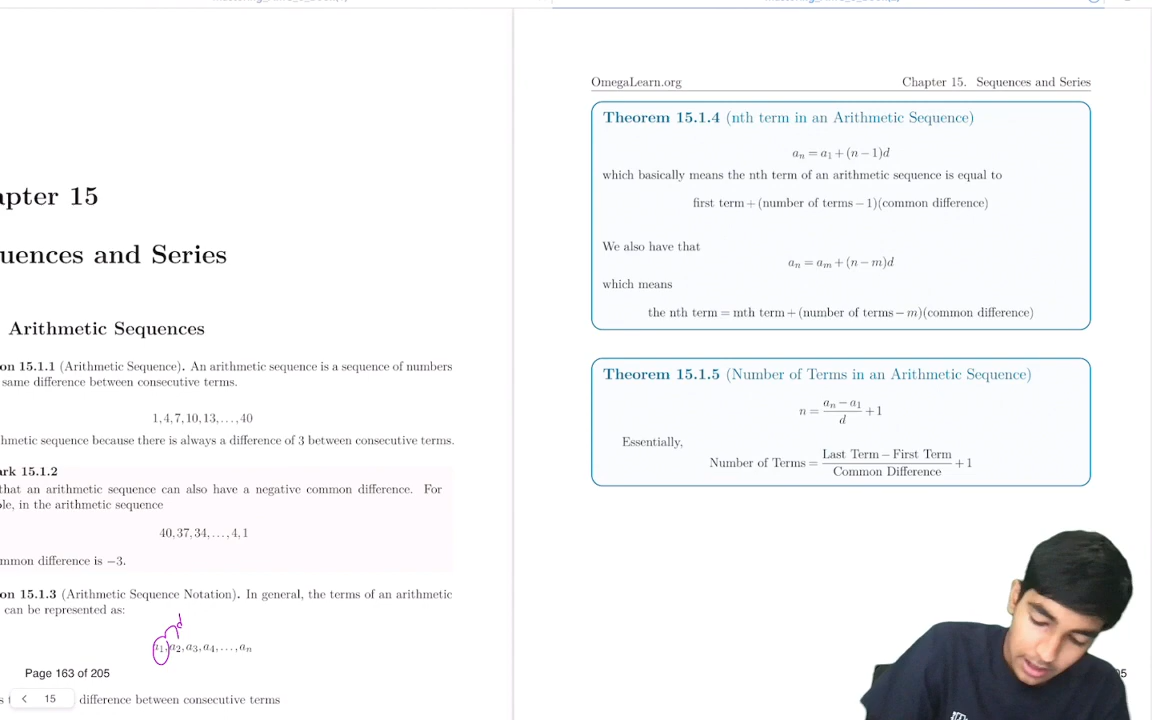 apter 15
uences and Series
Arithmetic Sequences
on 15.1.1 (Arithmetic Sequence). An arithmetic sequence is a sequence of numbers
same difference between consecutive terms.
1, 4, 7, 10, 13, . . . , 40
hmetic sequence because there is always a difference of 3 between consecutive terms.
ark 15.1.2
that an arithmetic sequence can also have a negative common difference. For
le, in the arithmetic sequence
40, 37, 34, . . . , 4, 1
mmon difference is −3.
on 15.1.3 (Arithmetic Sequence Notation). In general, the terms of an arithmetic
can be represented as:
d
a₁, a₂, a₃, a₄, . . . , aₙ
Page 163 of 205
< 15 difference between consecutive terms
OmegaLearn.org Chapter 15. Sequences and Series
Theorem 15.1.4 (nth term in an Arithmetic Sequence)
aₙ = a₁ + (n − 1)d
which basically means the nth term of an arithmetic sequence is equal to
first term + (number of terms − 1)(common difference)
We also have that
aₙ = aₘ + (n − m)d
which means
the nth term = mth term + (number of terms − m)(common difference)
Theorem 15.1.5 (Number of Terms in an Arithmetic Sequence)
n = (aₙ − a₁)/d + 1
Essentially,
Number of Terms = (Last Term − First Term)/(Common Difference) + 1